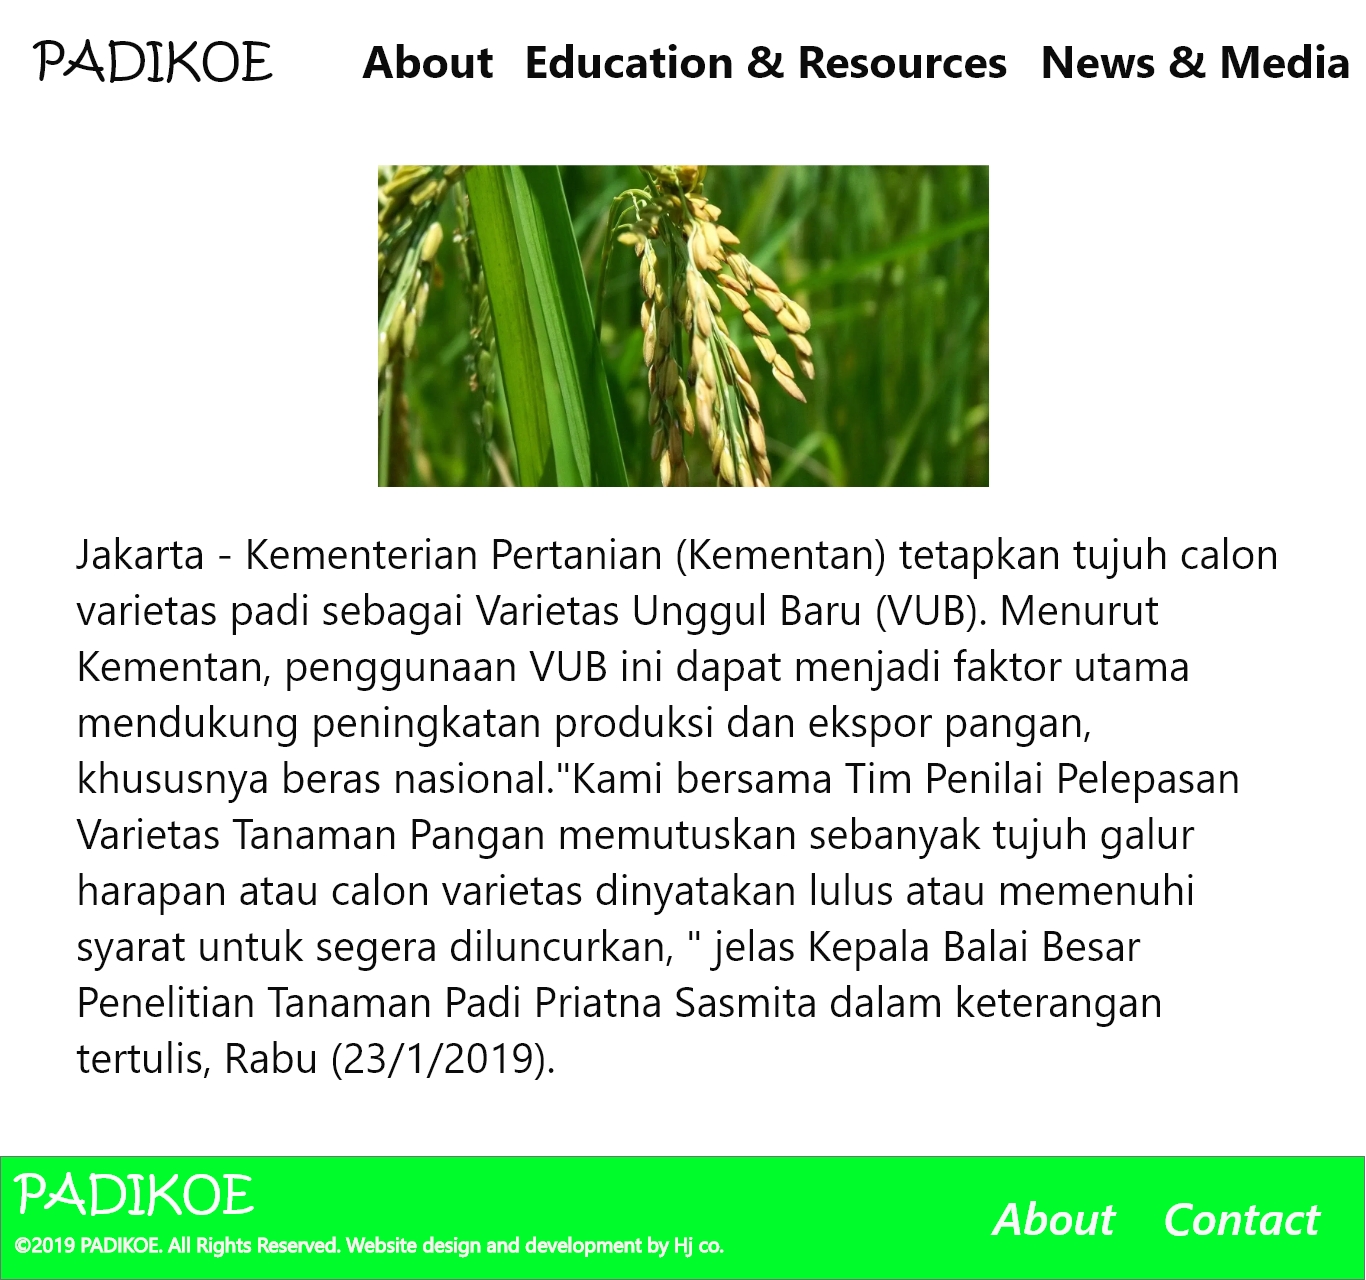 PADIKOE
About Education & Resources News & Media
Jakarta - Kementerian Pertanian (Kementan) tetapkan tujuh calon
varietas padi sebagai Varietas Unggul Baru (VUB). Menurut
Kementan, penggunaan VUB ini dapat menjadi faktor utama
mendukung peningkatan produksi dan ekspor pangan,
khususnya beras nasional."Kami bersama Tim Penilai Pelepasan
Varietas Tanaman Pangan memutuskan sebanyak tujuh galur
harapan atau calon varietas dinyatakan lulus atau memenuhi
syarat untuk segera diluncurkan, " jelas Kepala Balai Besar
Penelitian Tanaman Padi Priatna Sasmita dalam keterangan
tertulis, Rabu (23/1/2019).
PADIKOE
©2019 PADIKOE. All Rights Reserved. Website design and development by Hj co.
About Contact